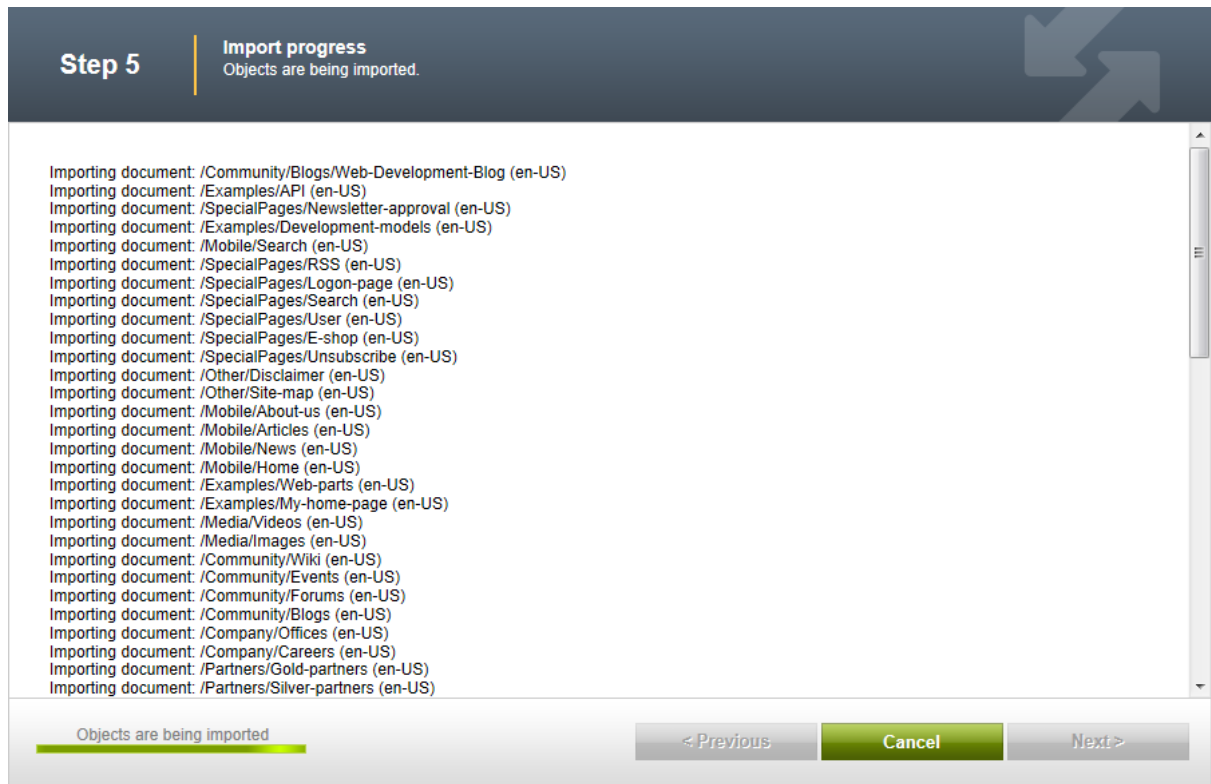 Step 5
Import progress
Objects are being imported.
Importing document: /Community/Blogs/Web-Development-Blog (en-US)
Importing document: /Examples/API (en-US)
Importing document: /SpecialPages/Newsletter-approval (en-US)
Importing document: /Examples/Development-models (en-US)
Importing document: /Mobile/Search (en-US)
Importing document: /SpecialPages/RSS (en-US)
Importing document: /SpecialPages/Logon-page (en-US)
Importing document: /SpecialPages/Search (en-US)
Importing document: /SpecialPages/User (en-US)
Importing document: /SpecialPages/E-shop (en-US)
Importing document: /SpecialPages/Unsubscribe (en-US)
Importing document: /Other/Disclaimer (en-US)
Importing document: /Other/Site-map (en-US)
Importing document: /Mobile/About-us (en-US)
Importing document: /Mobile/Articles (en-US)
Importing document: /Mobile/News (en-US)
Importing document: /Mobile/Home (en-US)
Importing document: /Examples/Web-parts (en-US)
Importing document: /Examples/My-home-page (en-US)
Importing document: /Media/Videos (en-US)
Importing document: /Media/Images (en-US)
Importing document: /Community/Wiki (en-US)
Importing document: /Community/Events (en-US)
Importing document: /Community/Forums (en-US)
Importing document: /Community/Blogs (en-US)
Importing document: /Company/Offices (en-US)
Importing document: /Company/Careers (en-US)
Importing document: /Partners/Gold-partners (en-US)
Importing document: /Partners/Silver-partners (en-US)
Objects are being imported
< Previous
Cancel
Next >